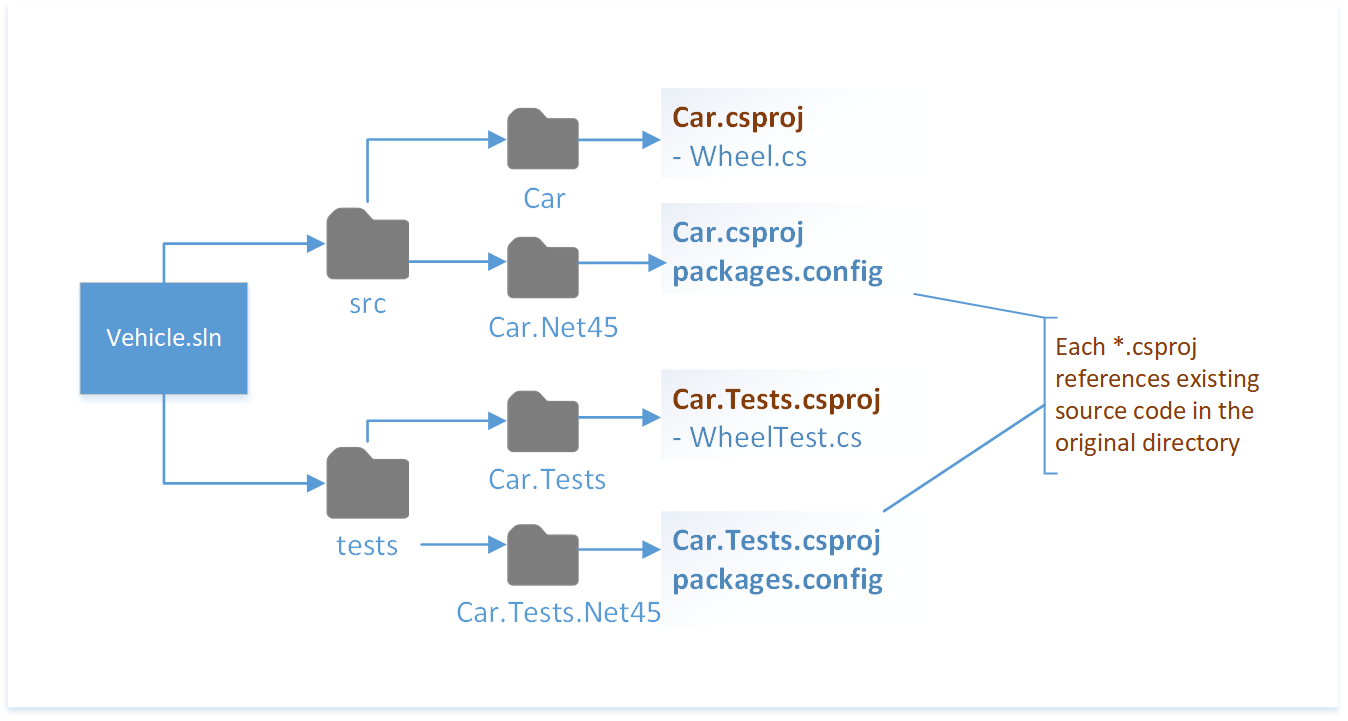 Vehicle.sln
src
Car
Car.csproj
- Wheel.cs
Car.Net45
Car.csproj
packages.config
tests
Car.Tests
Car.Tests.csproj
- WheelTest.cs
Car.Tests.Net45
Car.Tests.csproj
packages.config
Each *.csproj
references existing
source code in the
original directory